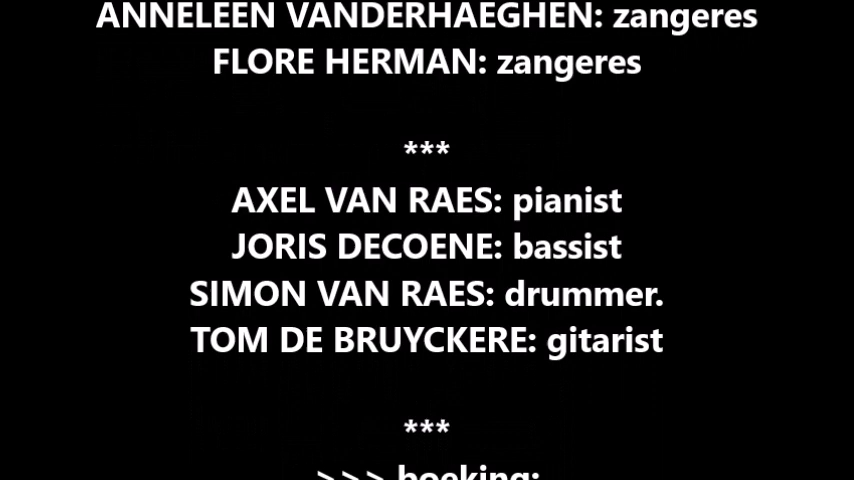 ANNELEEN VANDERHAEGHEN: zangeres
FLORE HERMAN: zangeres
***
AXEL VAN RAES: pianist
JORIS DECOENE: bassist
SIMON VAN RAES: drummer.
TOM DE BRUYCKERE: gitarist
***
>>> boeking: